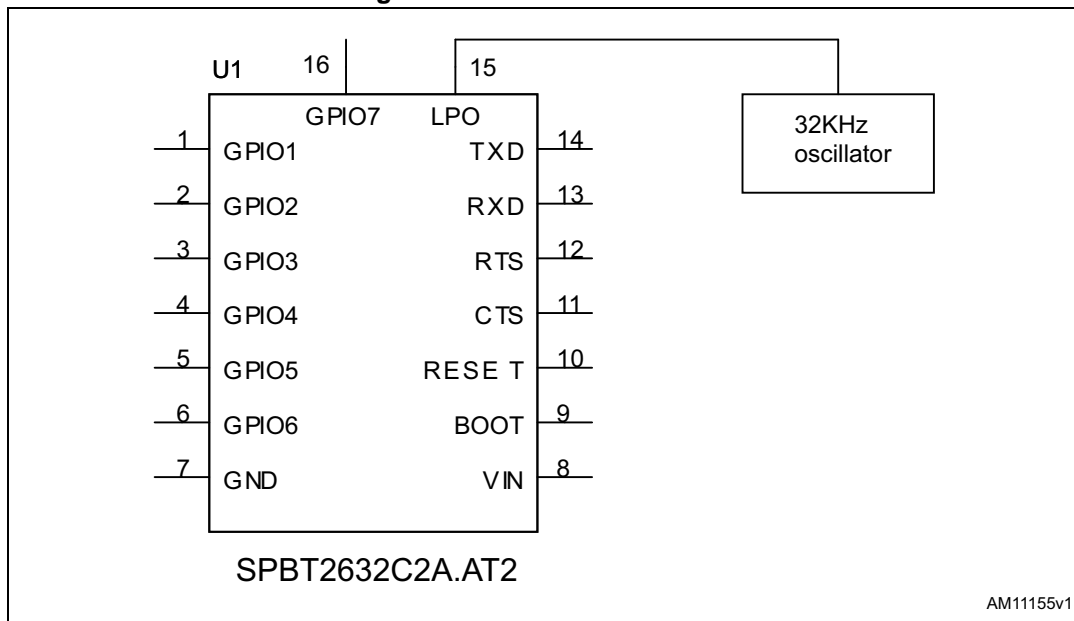 g
U1 16 15
GPIO7 LPO
32KHz
oscillator
1 GPIO1 TXD 14
2 GPIO2 RXD 13
3 GPIO3 RTS 12
4 GPIO4 CTS 11
5 GPIO5 RESE T 10
6 GPIO6 BOOT 9
7 GND VIN 8
SPBT2632C2A.AT2
AM11155v1